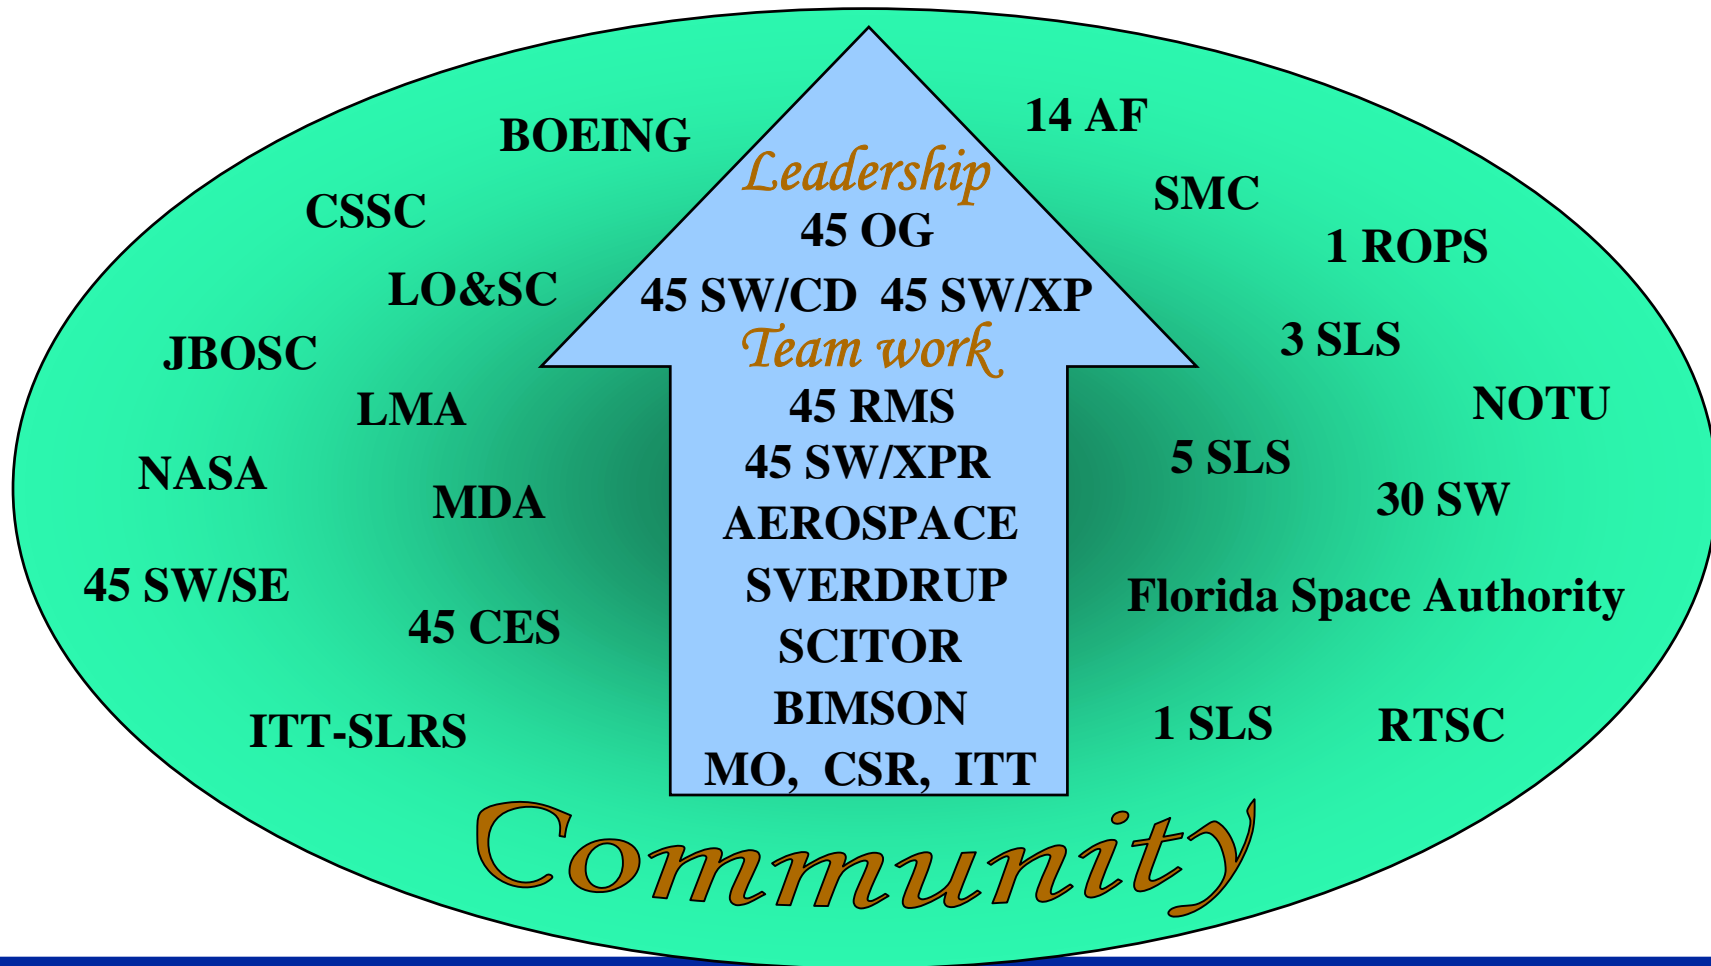 BOEING
CSSC
LO&SC
JBOSC
LMA
NASA
MDA
45 SW/SE
45 CES
ITT-SLRS
Leadership
45 OG
45 SW/CD 45 SW/XP
Team work
45 RMS
45 SW/XPR
AEROSPACE
SVERDRUP
SCITOR
BIMSON
MO, CSR, ITT
14 AF
SMC
1 ROPS
3 SLS
NOTU
5 SLS
30 SW
Florida Space Authority
1 SLS
RTSC
Community